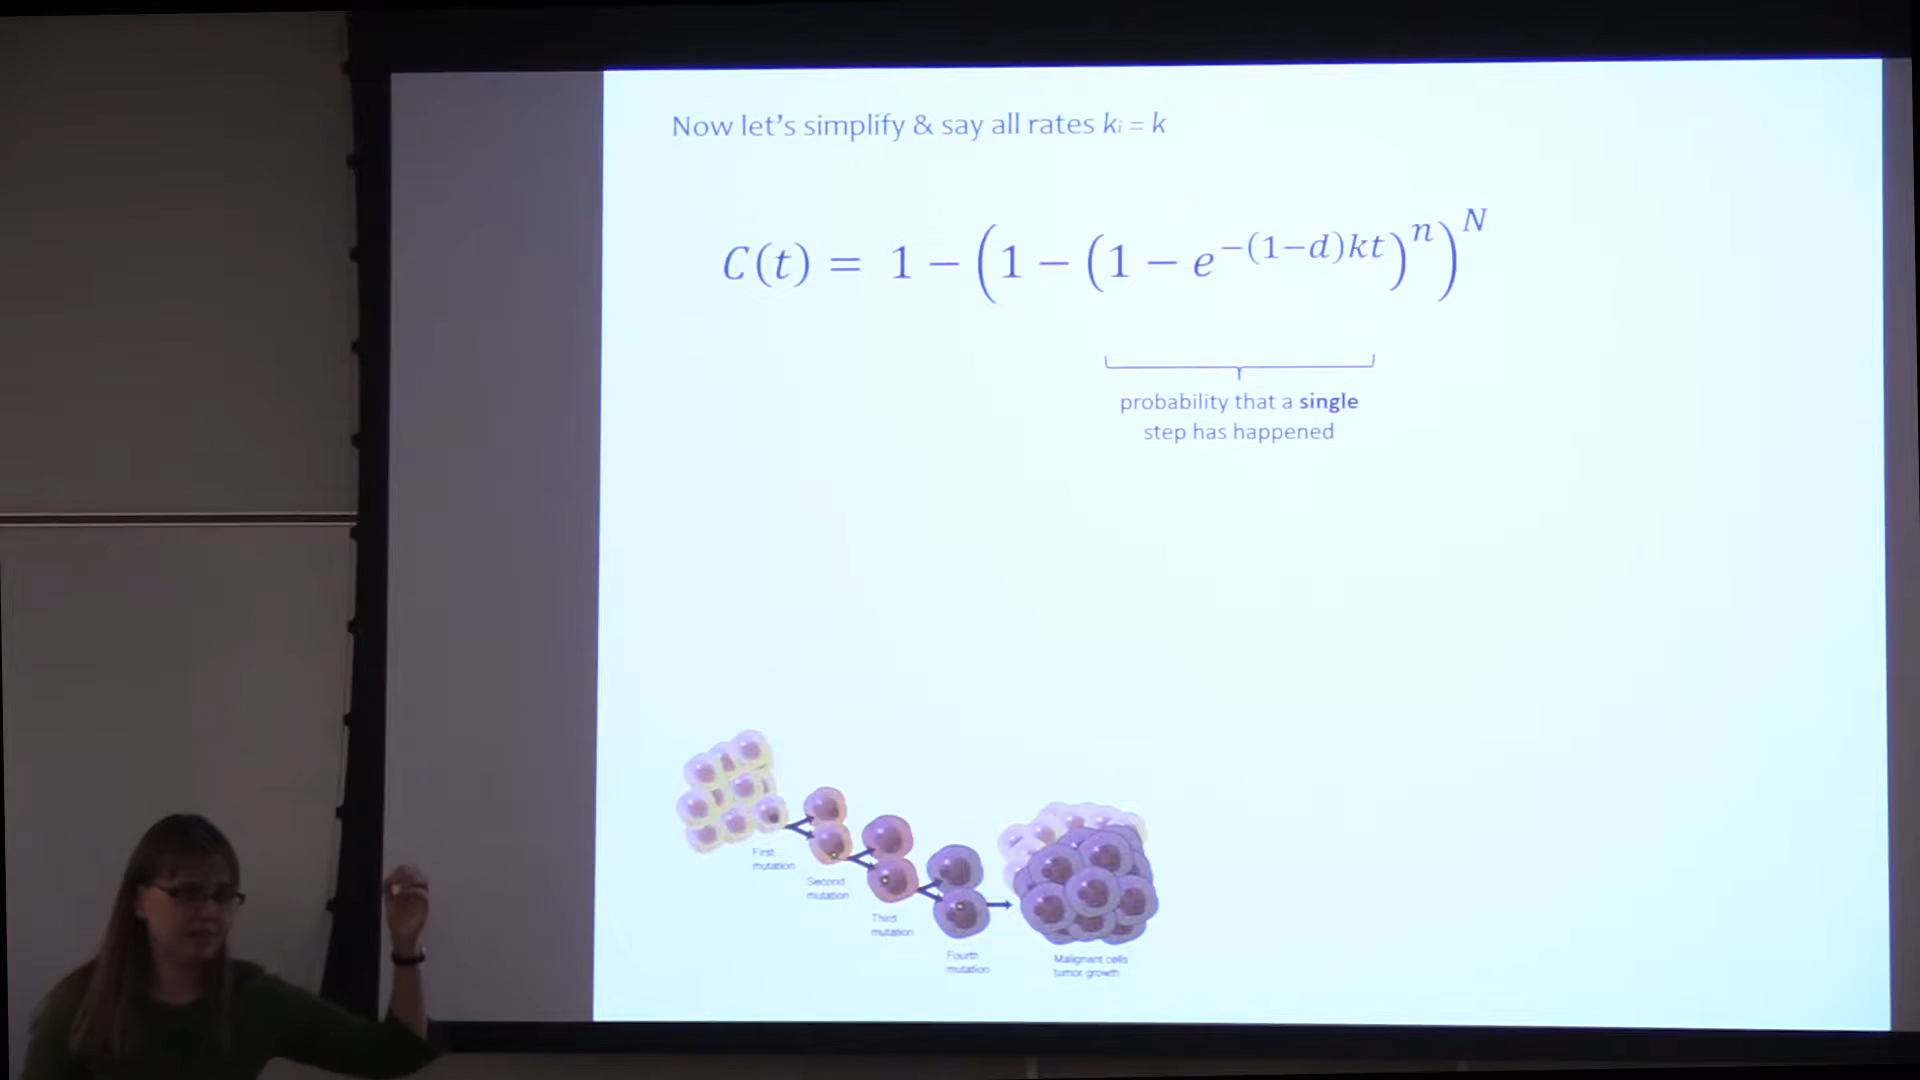 Now let's simplify & say all rates kᵢ = k
C(t) = 1 − (1 − (1 − e^{−(1−d)kt})^n)^N
probability that a single
step has happened
First
mutation
Second
mutation
Third
mutation
Fourth
mutation
Malignant cells
tumor growth